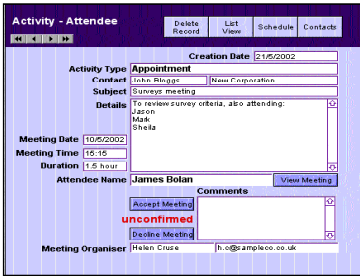 Activity - Attendee
Delete Record
List View
Schedule
Contacts
Creation Date 21/5/2002
Activity Type Appointment
Contact John Bloggs New Corporation
Subject Surveys meeting
Details To review survey criteria, also attending:
Jason
Mark
Sheila
Meeting Date 10/5/2002
Meeting Time 15:15
Duration 1.5 hour
Attendee Name James Bolan View Meeting
Comments
Accept Meeting
unconfirmed
Decline Meeting
Meeting Organiser Helen Cruse h.c@sampleco.co.uk